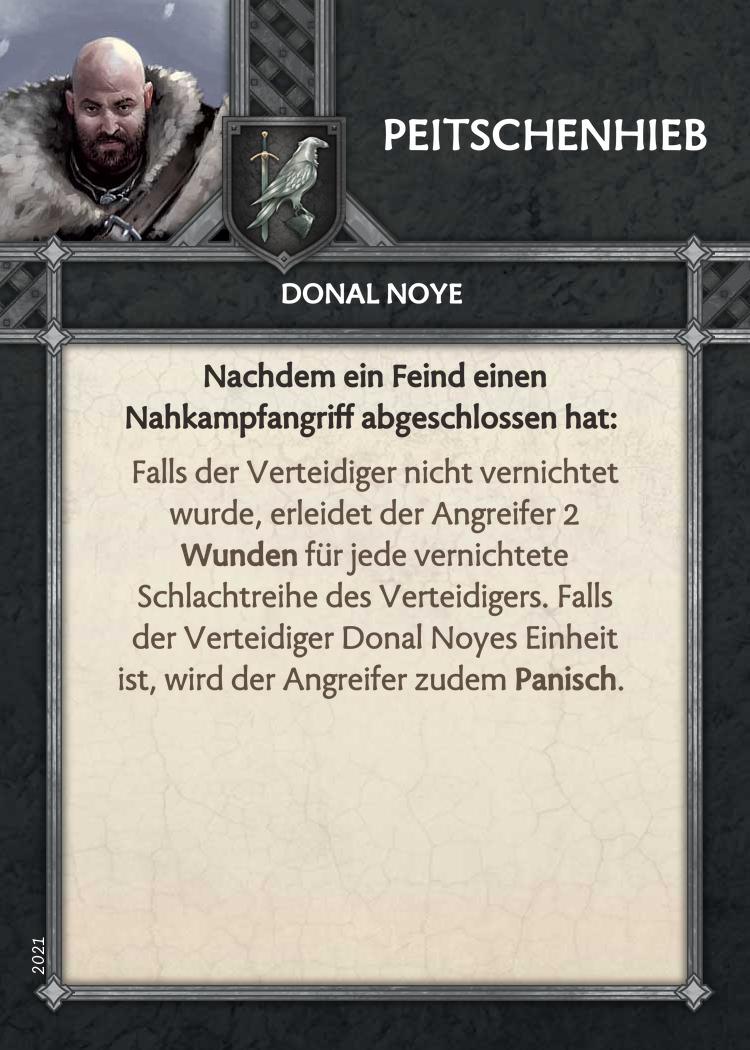 PEITSCHENHIEB
DONAL NOYE
Nachdem ein Feind einen
Nahkampfangriff abgeschlossen hat:
Falls der Verteidiger nicht vernichtet
wurde, erleidet der Angreifer 2
Wunden für jede vernichtete
Schlachtreihe des Verteidigers. Falls
der Verteidiger Donal Noyes Einheit
ist, wird der Angreifer zudem Panisch.
2021